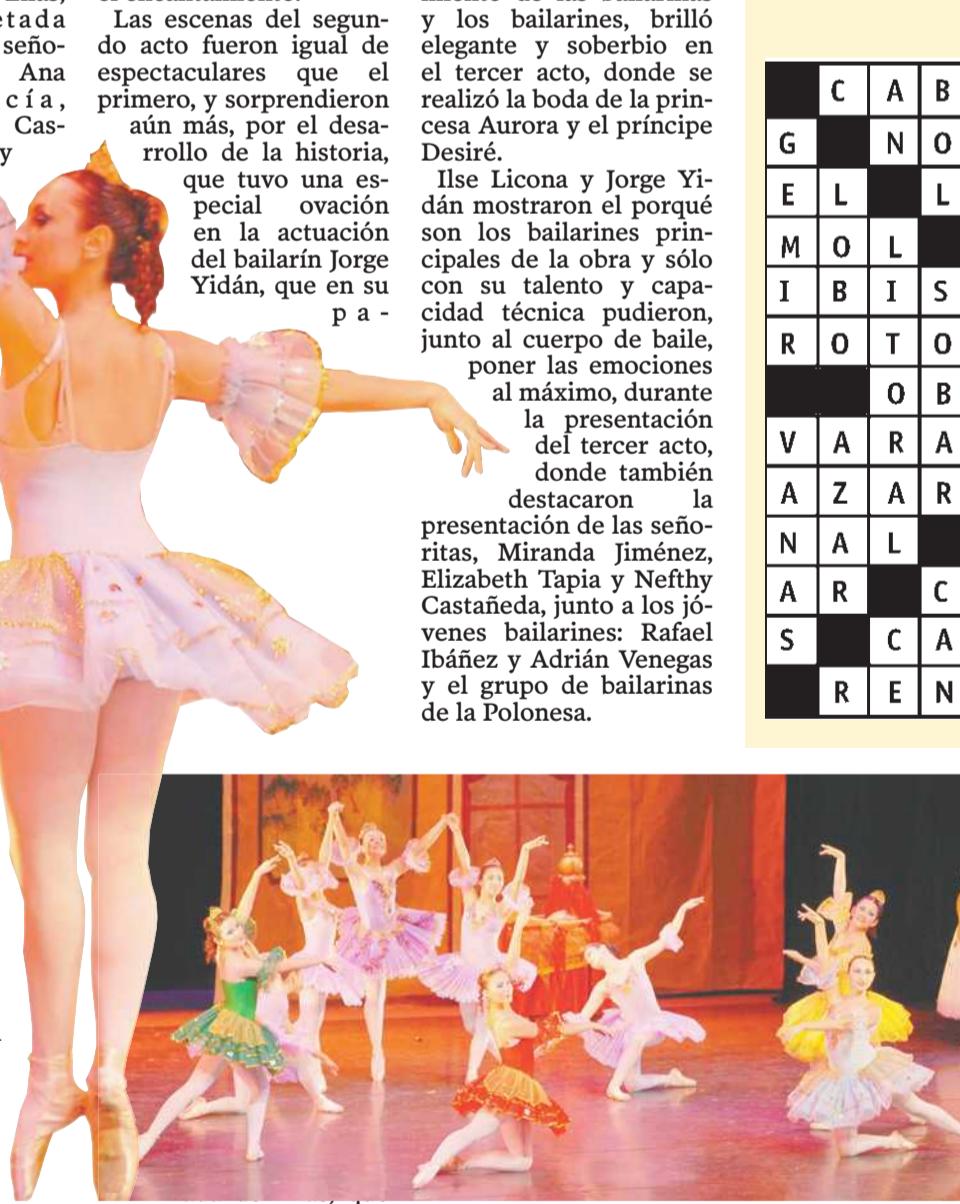 etada
seño-
Ana
cía,
Cas-
y
Las escenas del segun-
do acto fueron igual de
espectaculares que el
primero, y sorprendieron
aún más, por el desa-
rrollo de la historia,
que tuvo una es-
pecial ovación
en la actuación
del bailarín Jorge
Yidán, que en su
pa-
y los bailarines, brilló
elegante y soberbio en
el tercer acto, donde se
realizó la boda de la prin-
cesa Aurora y el príncipe
Desiré.
Ilse Licona y Jorge Yi-
dán mostraron el porqué
son los bailarines prin-
cipales de la obra y sólo
con su talento y capa-
cidad técnica pudieron,
junto al cuerpo de baile,
poner las emociones
al máximo, durante
la presentación
del tercer acto,
donde también
destacaron la
presentación de las seño-
ritas, Miranda Jiménez,
Elizabeth Tapia y Nefthy
Castañeda, junto a los jó-
venes bailarines: Rafael
Ibáñez y Adrián Venegas
y el grupo de bailarinas
de la Polonesa.
C A B
G N O
E L L
M O L
I B I S
R O T O
O B
V A R A
A Z A R
N A L
A R C
S C A
R E N